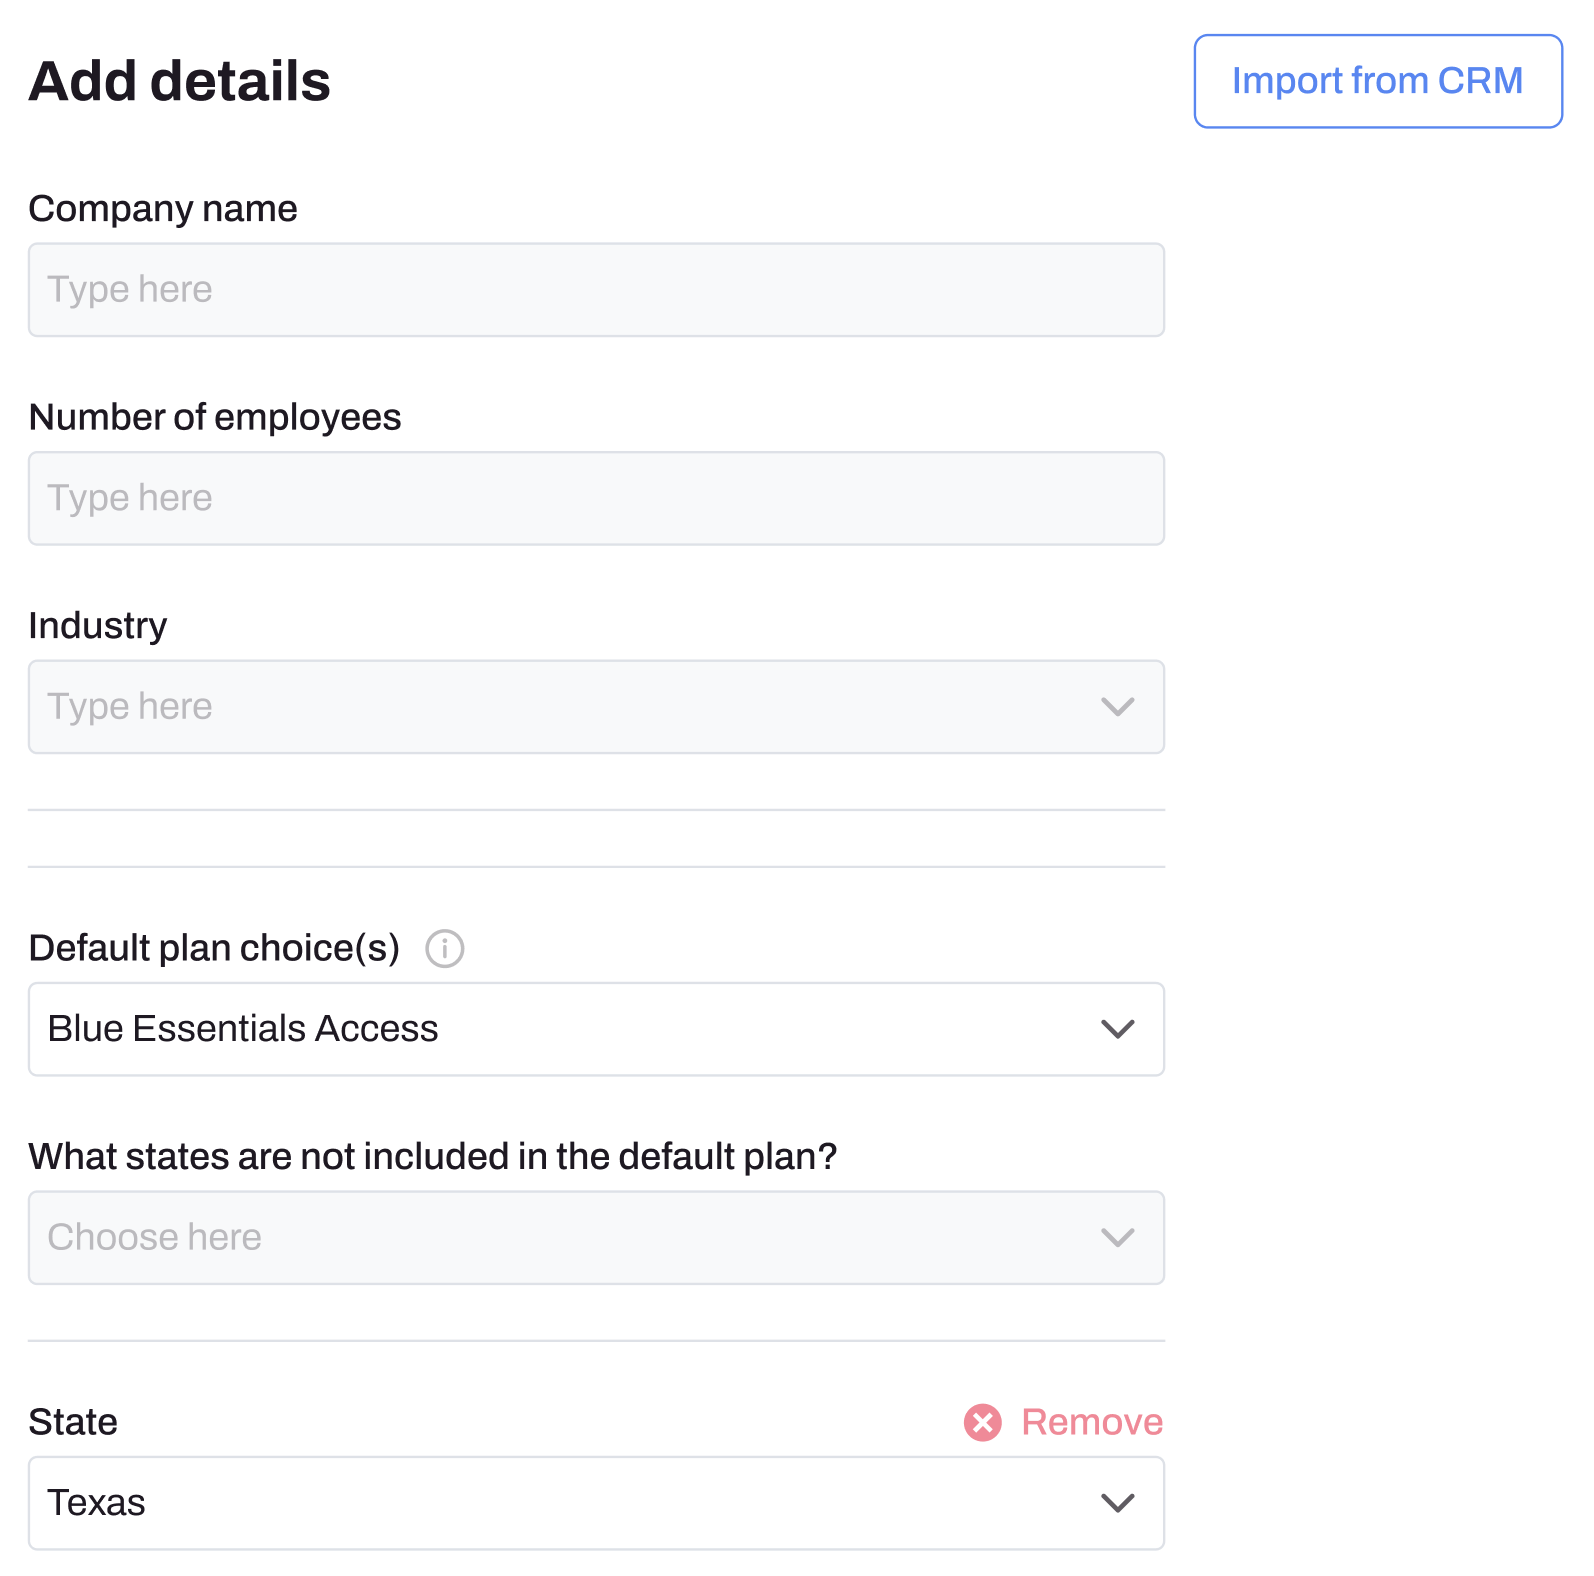 Add details
Import from CRM
Company name
Type here
Number of employees
Type here
Industry
Type here
Default plan choice(s)
Blue Essentials Access
What states are not included in the default plan?
Choose here
State
Remove
Texas